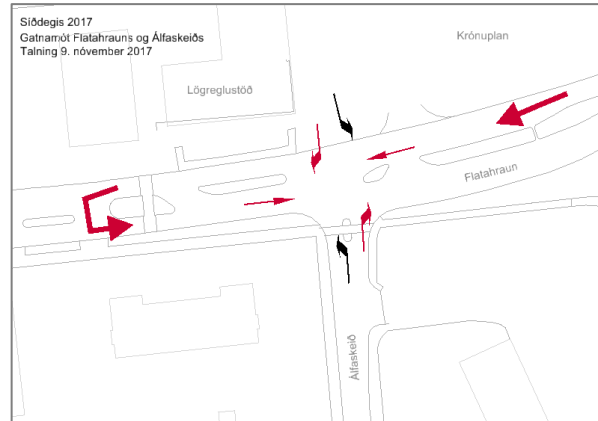 Síðdegis 2017
Gatnamót Flatahrauns og Álfaskeiðs
Talning 9. nóvember 2017
Krónuplan
Lögreglustöð
Flatahraun
Álfaskeið